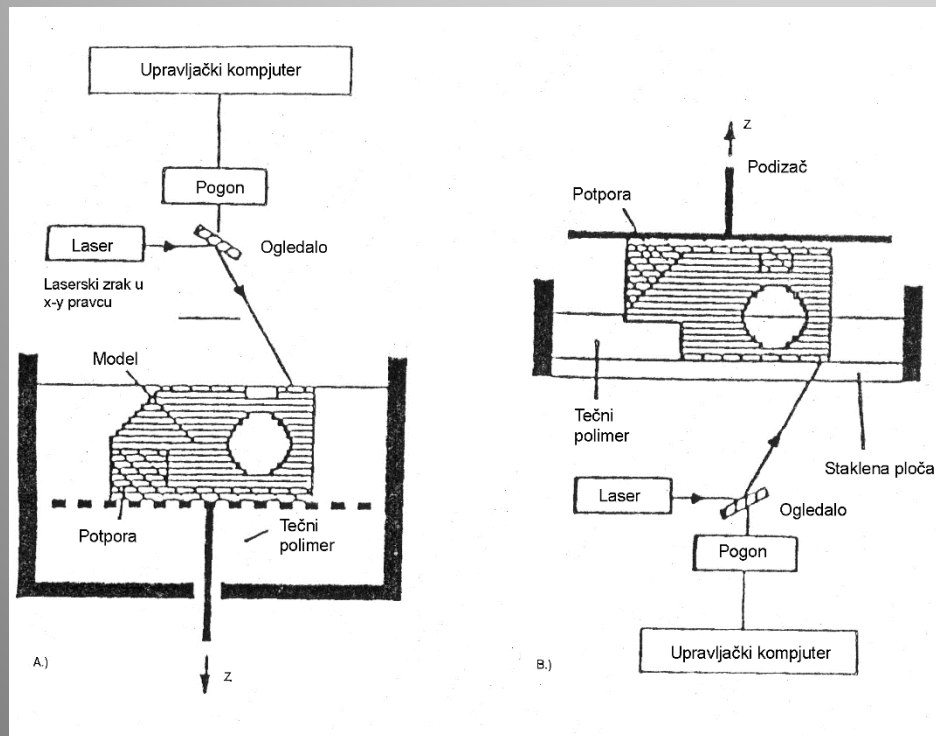 Upravljački kompjuter
Pogon
Laser
Ogledalo
Laserski zrak u
x-y pravcu
Model
Potpora
Tečni
polimer
A.)
z
z
Podizač
Potpora
Tečni
polimer
Staklena ploča
Laser
Ogledalo
Pogon
Upravljački kompjuter
B.)